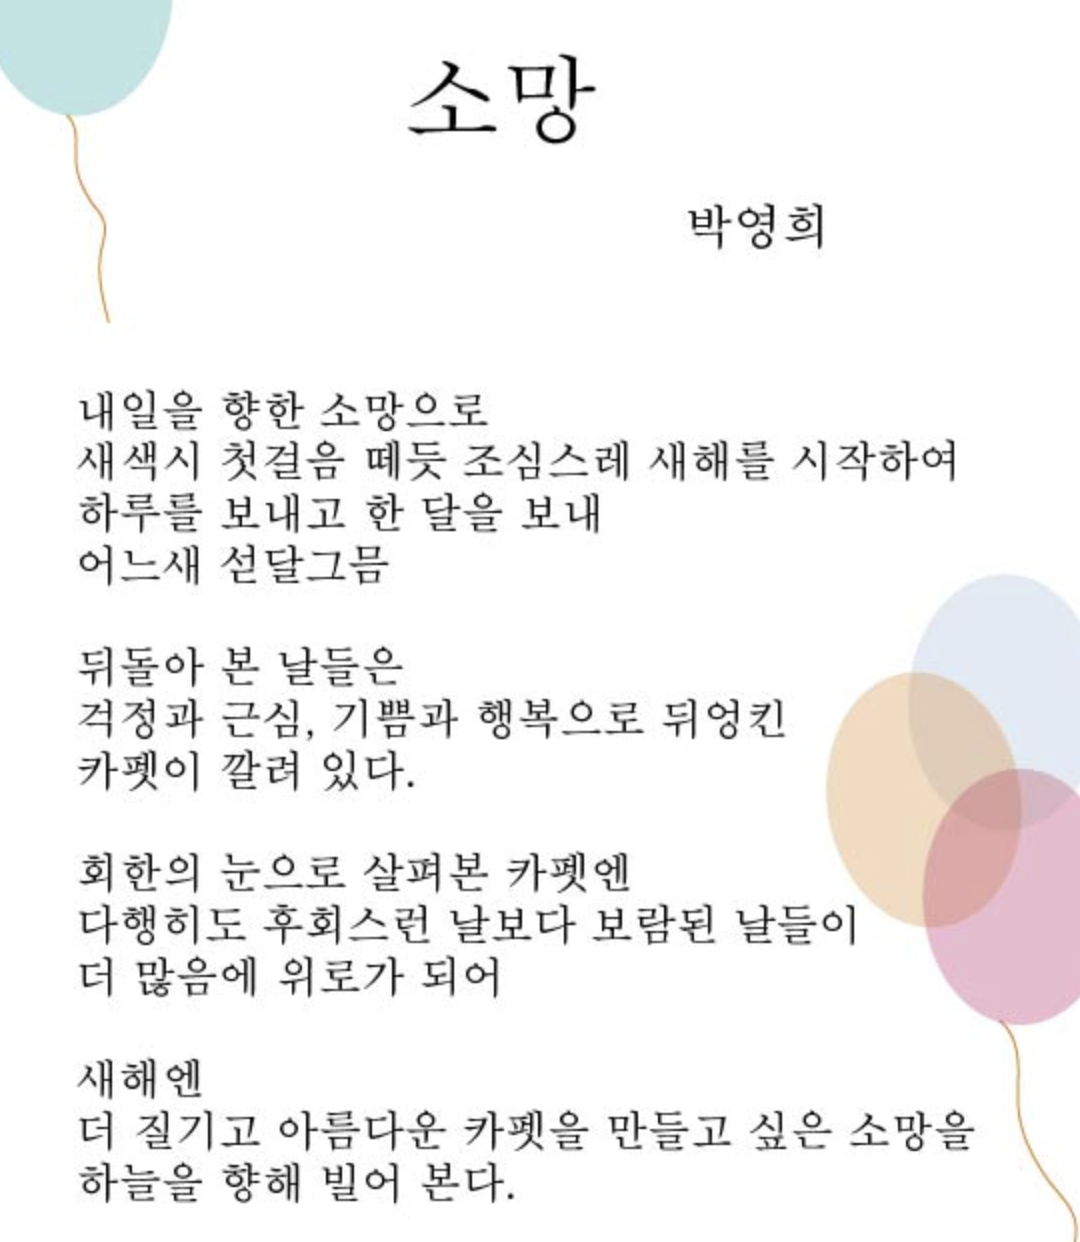 소망
박영희
내일을 향한 소망으로
새색시 첫걸음 떼듯 조심스레 새해를 시작하여
하루를 보내고 한 달을 보내
어느새 섣달그믐
뒤돌아 본 날들은
걱정과 근심, 기쁨과 행복으로 뒤엉킨
카펫이 깔려 있다.
회한의 눈으로 살펴본 카펫엔
다행히도 후회스런 날보다 보람된 날들이
더 많음에 위로가 되어
새해엔
더 질기고 아름다운 카펫을 만들고 싶은 소망을
하늘을 향해 빌어 본다.